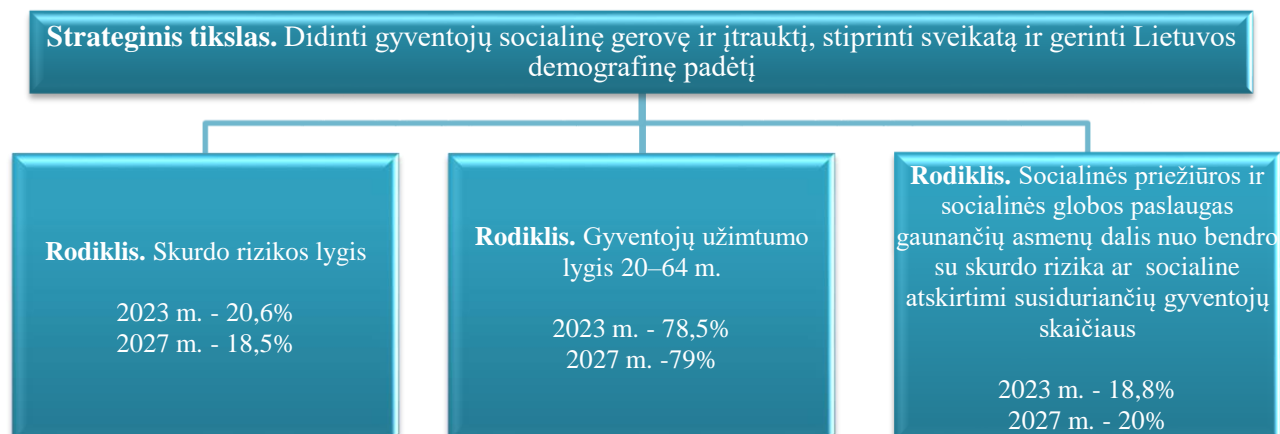 Strateginis tikslas. Didinti gyventojų socialinę gerovę ir įtrauktį, stiprinti sveikatą ir gerinti Lietuvos
demografinę padėtį
Rodiklis. Skurdo rizikos lygis
2023 m. - 20,6%
2027 m. - 18,5%
Rodiklis. Gyventojų užimtumo
lygis 20–64 m.
2023 m. - 78,5%
2027 m. -79%
Rodiklis. Socialinės priežiūros ir
socialinės globos paslaugas
gaunančių asmenų dalis nuo bendro
su skurdo rizika ar socialine
atskirtimi susiduriančių gyventojų
skaičiaus
2023 m. - 18,8%
2027 m. - 20%